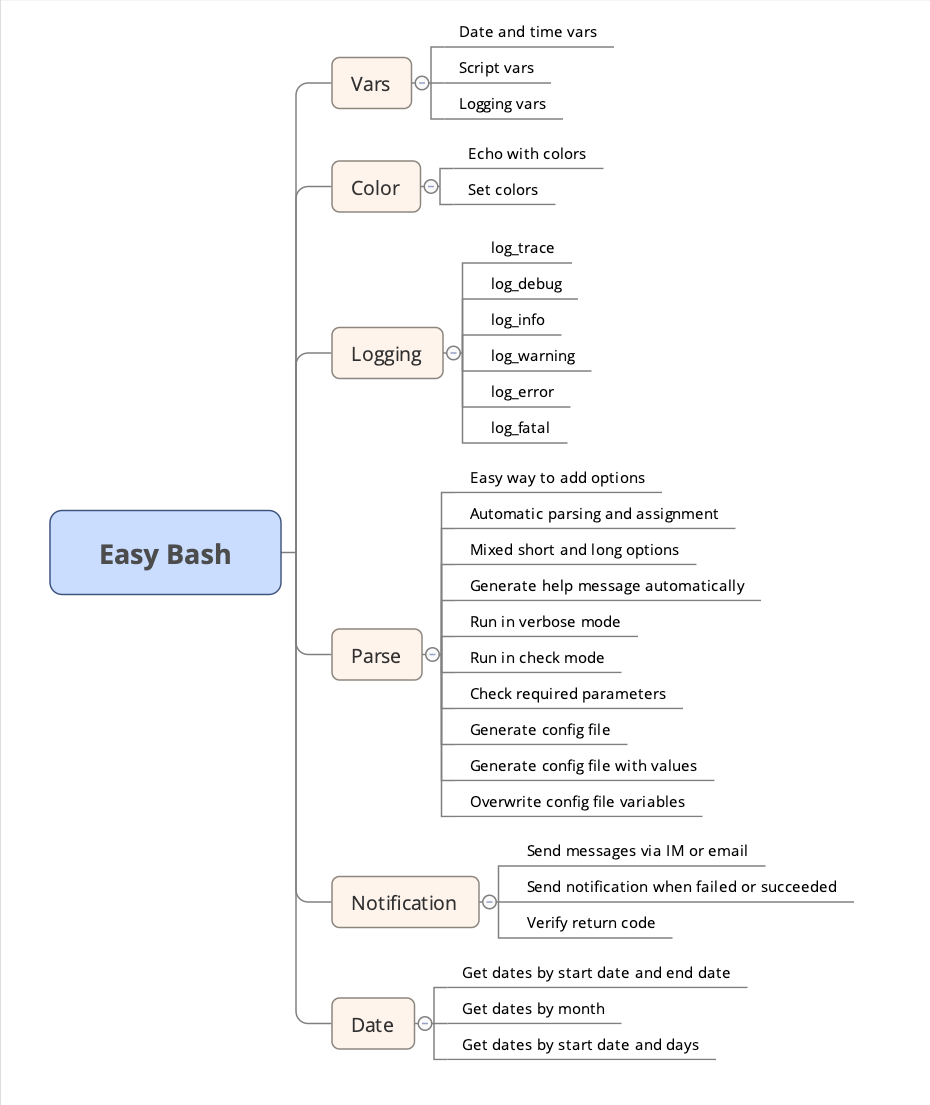 Easy Bash
Vars
Date and time vars
Script vars
Logging vars
Color
Echo with colors
Set colors
Logging
log_trace
log_debug
log_info
log_warning
log_error
log_fatal
Parse
Easy way to add options
Automatic parsing and assignment
Mixed short and long options
Generate help message automatically
Run in verbose mode
Run in check mode
Check required parameters
Generate config file
Generate config file with values
Overwrite config file variables
Notification
Send messages via IM or email
Send notification when failed or succeeded
Verify return code
Date
Get dates by start date and end date
Get dates by month
Get dates by start date and days